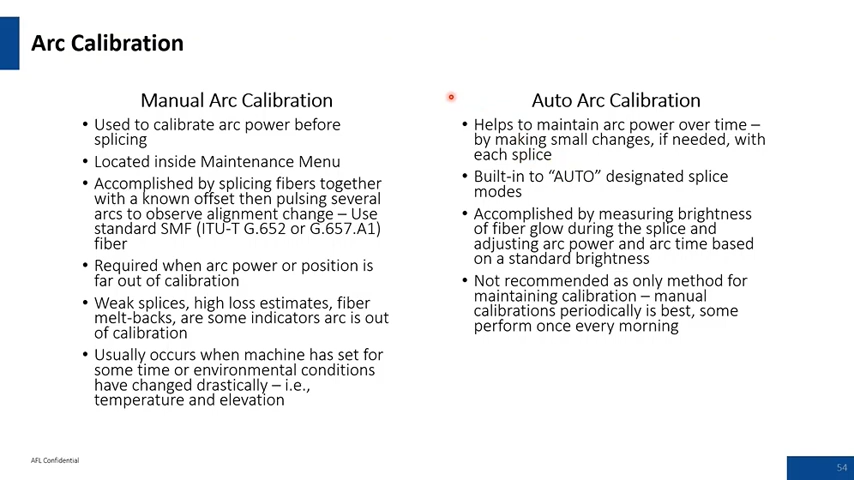 Arc Calibration
Manual Arc Calibration
• Used to calibrate arc power before
splicing
• Located inside Maintenance Menu
• Accomplished by splicing fibers together
with a known offset then pulsing several
arcs to observe alignment change – Use
standard SMF (ITU-T G.652 or G.657.A1)
fiber
• Required when arc power or position is
far out of calibration
• Weak splices, high loss estimates, fiber
melt-backs, are some indicators arc is out
of calibration
• Usually occurs when machine has set for
some time or environmental conditions
have changed drastically – i.e.,
temperature and elevation
Auto Arc Calibration
• Helps to maintain arc power over time –
by making small changes, if needed, with
each splice
• Built-in to “AUTO” designated splice
modes
• Accomplished by measuring brightness
of fiber glow during the splice and
adjusting arc power and arc time based
on a standard brightness
• Not recommended as only method for
maintaining calibration – manual
calibrations periodically is best, some
perform once every morning
AFL Confidential
54